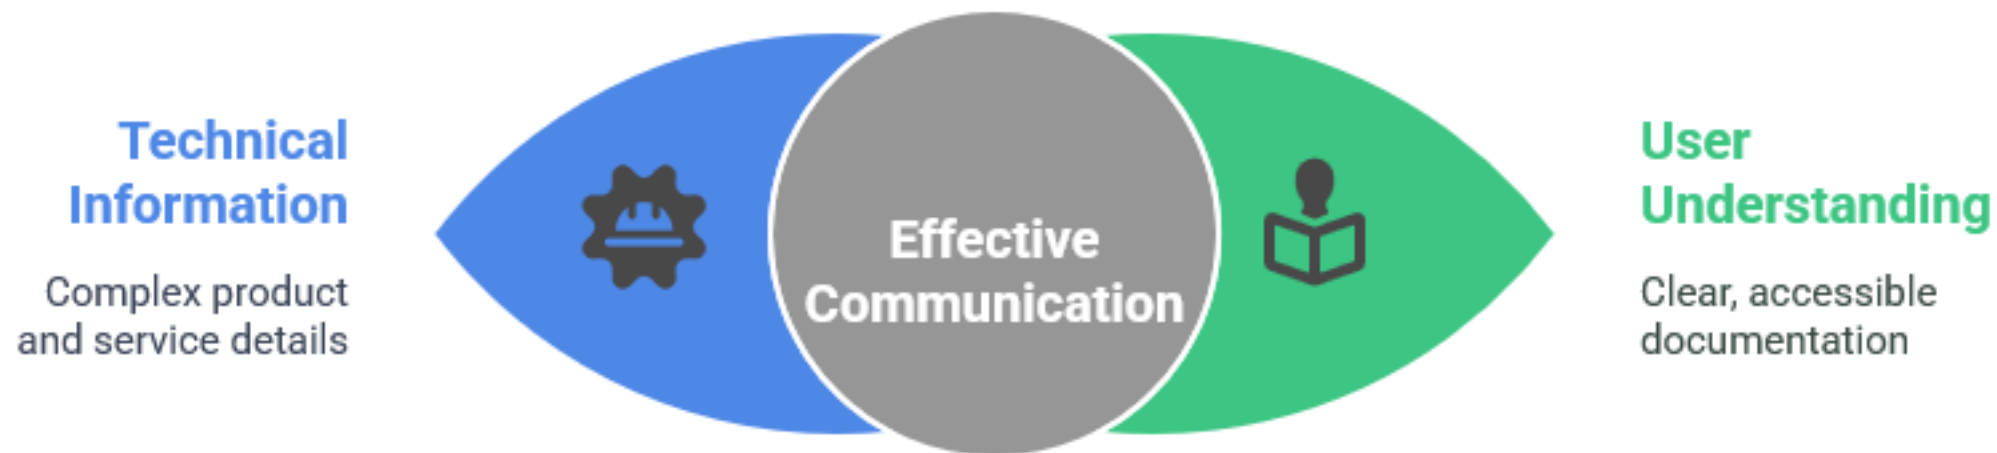 Technical
Information
Complex product
and service details
Effective
Communication
User
Understanding
Clear, accessible
documentation